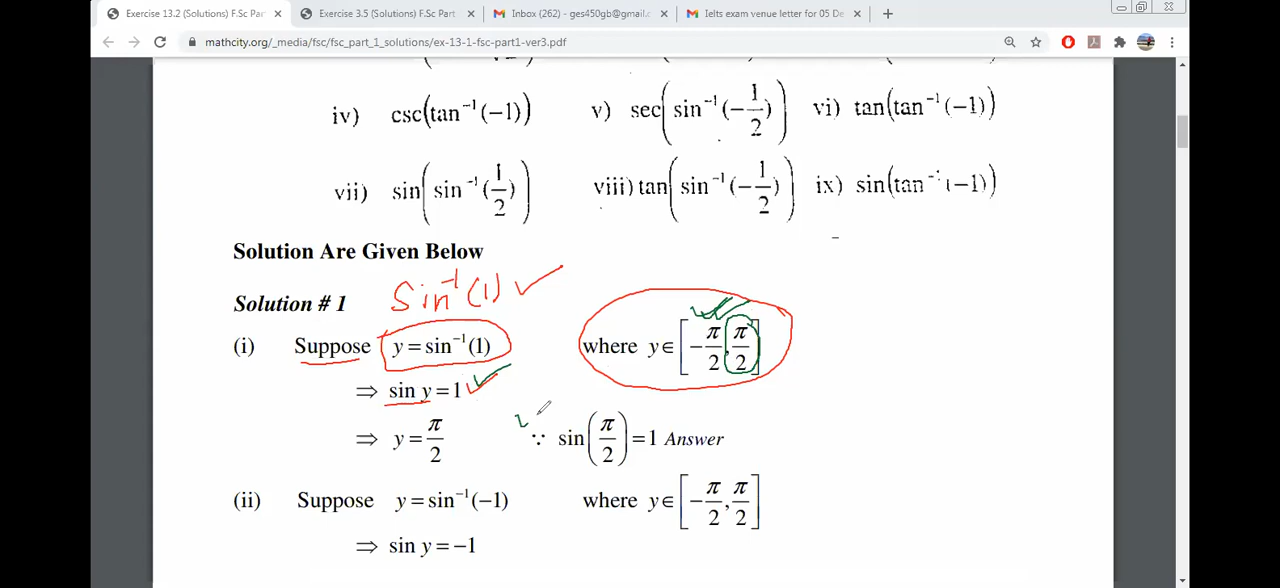 Exercise 13.2 (Solutions) F.Sc Par
Exercise 3.5 (Solutions) F.Sc Part
Inbox (262) - ges450gb@gmail.c
Ielts exam venue letter for 05 De
mathcity.org/_media/fsc/fsc_part_1_solutions/ex-13-1-fsc-part1-ver3.pdf
iv) csc(tan⁻¹(−1)) v) sec(sin⁻¹(−1/2)) vi) tan(tan⁻¹(−1))
vii) sin(sin⁻¹(1/2)) viii) tan(sin⁻¹(−1/2)) ix) sin(tan⁻¹(−1))
Solution Are Given Below
Sin⁻¹(1) ✓
Solution # 1
(i) Suppose y = sin⁻¹(1) where y∈[−π/2, π/2]
⇒ sin y = 1
⇒ y = π/2 ∵ sin(π/2) = 1 Answer
(ii) Suppose y = sin⁻¹(−1) where y∈[−π/2, π/2]
⇒ sin y = −1